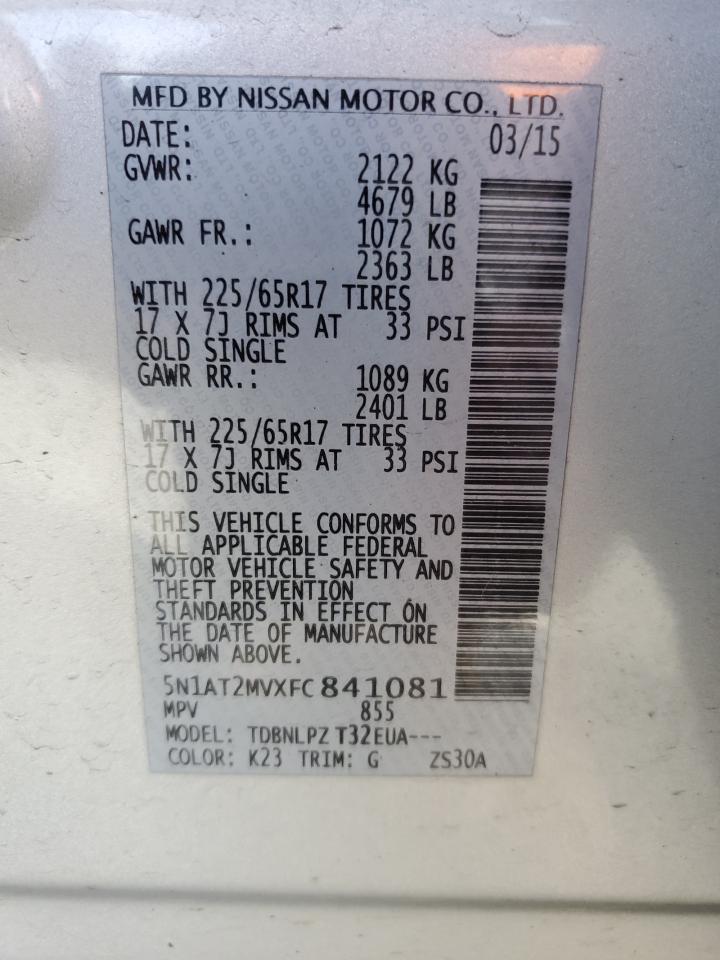 MFD BY NISSAN MOTOR CO., LTD.
DATE: 03/15
GVWR: 2122 KG
4679 LB
GAWR FR.: 1072 KG
2363 LB
WITH 225/65R17 TIRES
17 X 7J RIMS AT 33 PSI
COLD SINGLE
GAWR RR.: 1089 KG
2401 LB
WITH 225/65R17 TIRES
17 X 7J RIMS AT 33 PSI
COLD SINGLE
THIS VEHICLE CONFORMS TO
ALL APPLICABLE FEDERAL
MOTOR VEHICLE SAFETY AND
THEFT PREVENTION
STANDARDS IN EFFECT ON
THE DATE OF MANUFACTURE
SHOWN ABOVE.
5N1AT2MVXFC841081
MPV 855
MODEL: TDBNLPZ T32EUA---
COLOR: K23 TRIM: G ZS30A